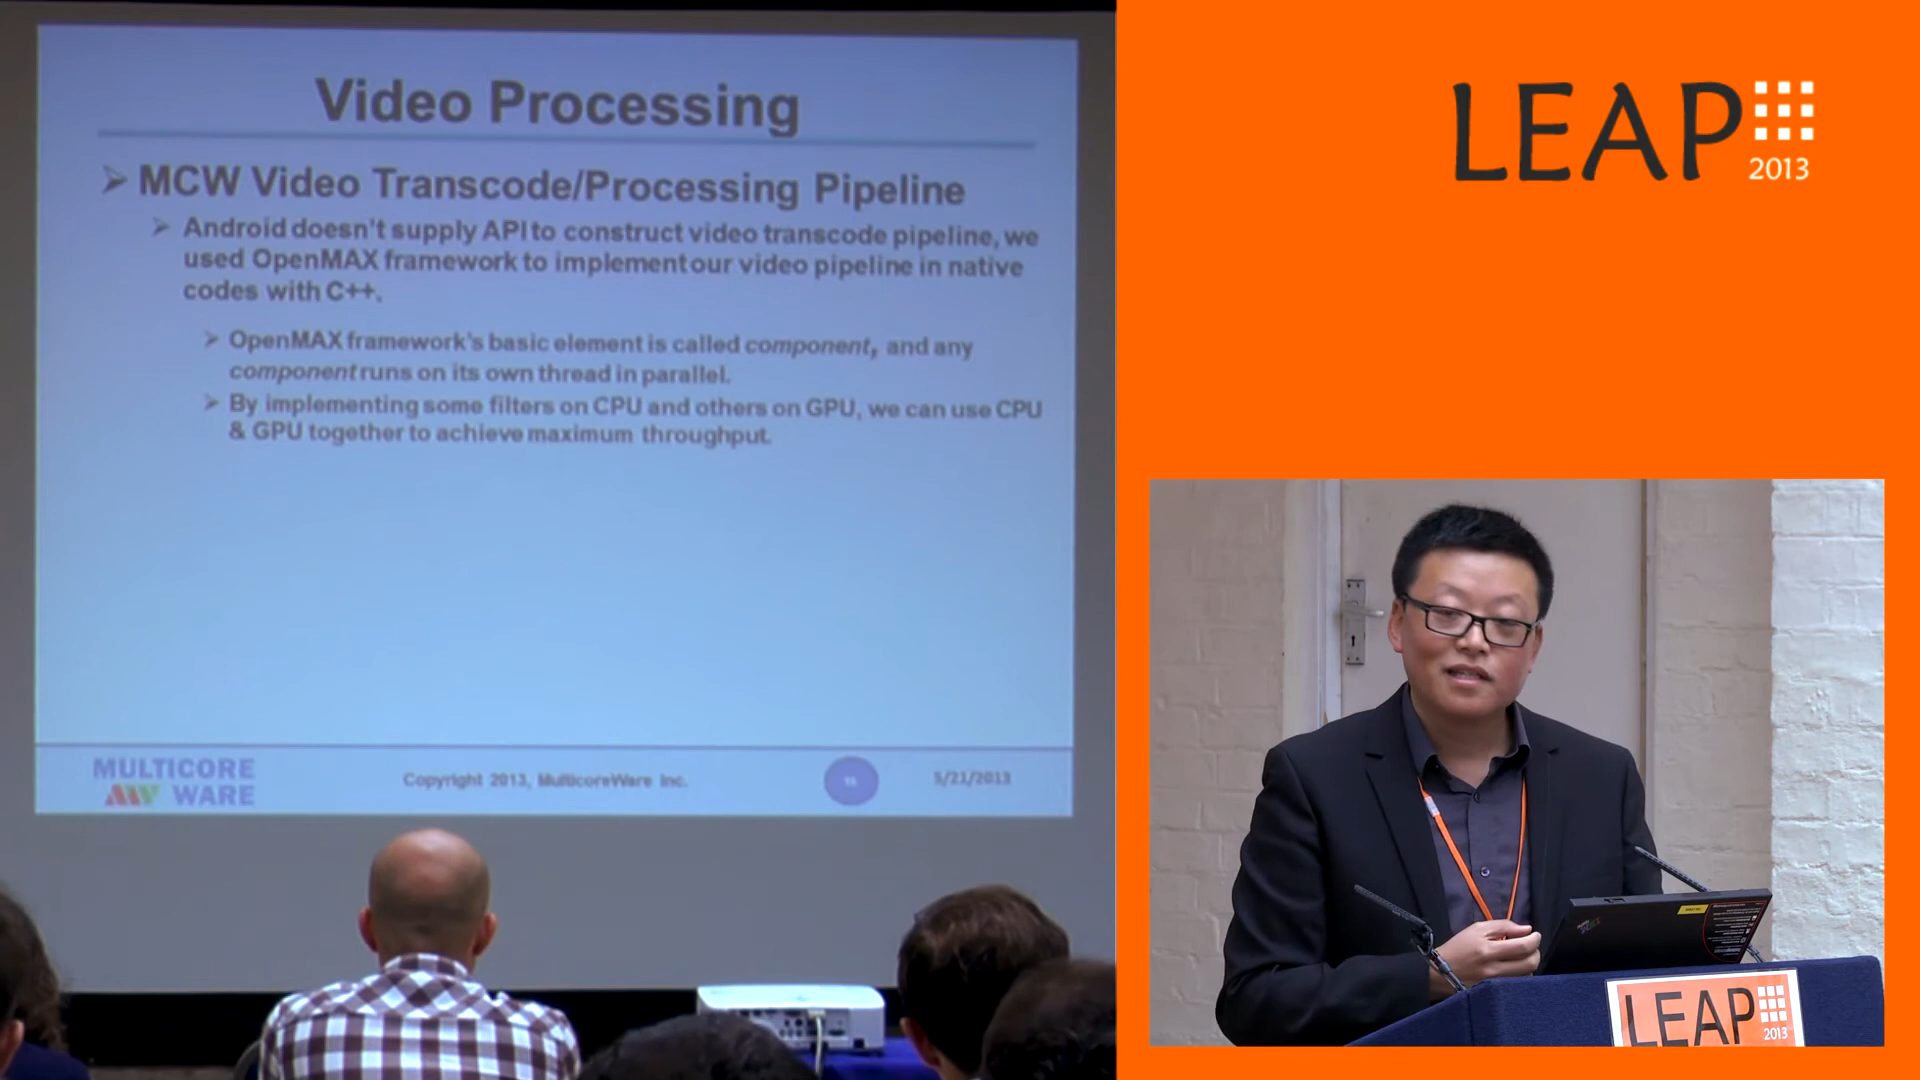 Video Processing
MCW Video Transcode/Processing Pipeline
Android doesn't supply API to construct video transcode pipeline, we
used OpenMAX framework to implement our video pipeline in native
codes with C++.
OpenMAX framework's basic element is called component, and any
component runs on its own thread in parallel.
By implementing some filters on CPU and others on GPU, we can use CPU
& GPU together to achieve maximum throughput.
MULTICORE
WARE
Copyright 2013, MulticoreWare Inc.
5/21/2013
LEAP
2013
LEAP
2013